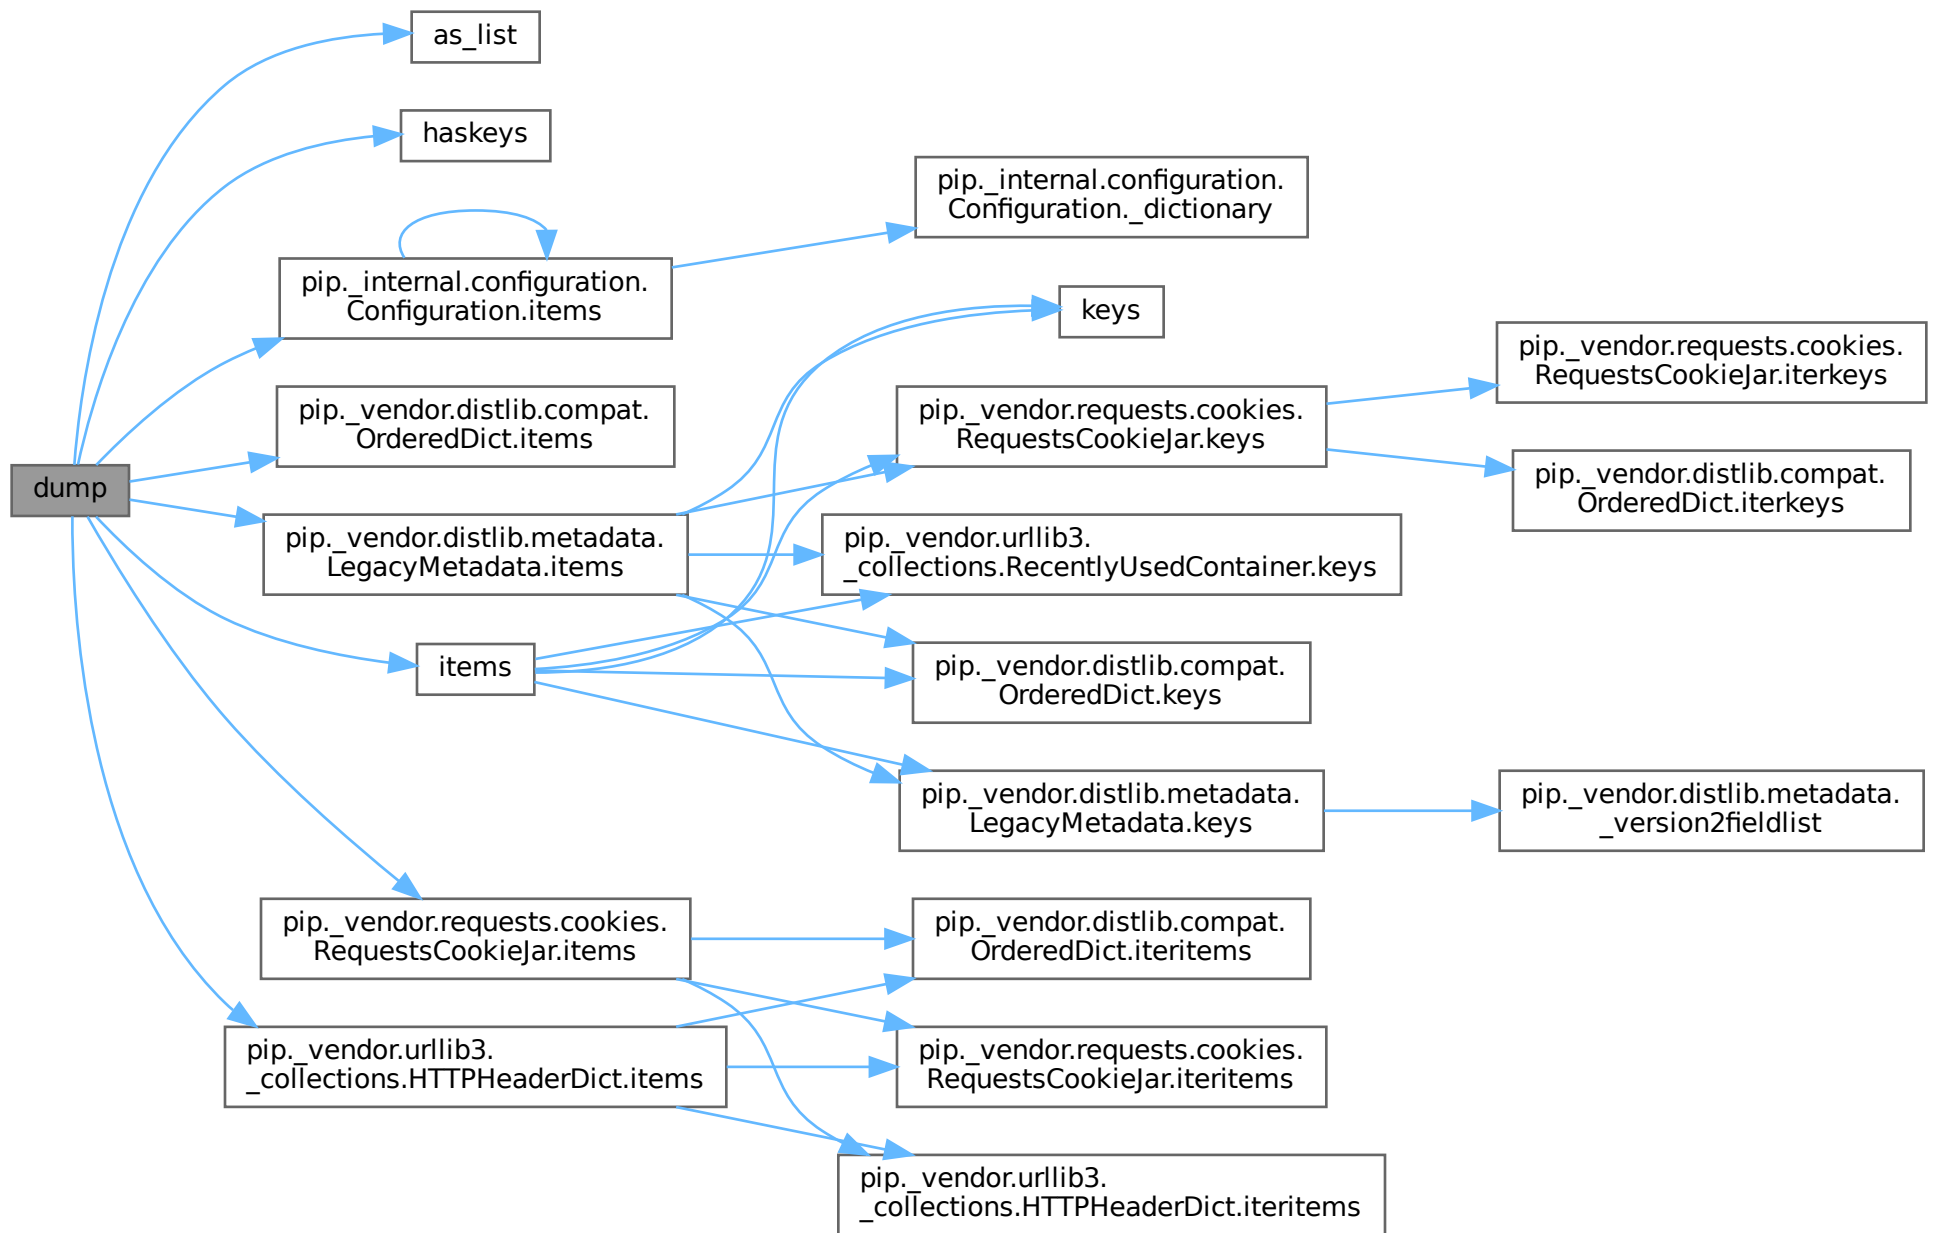 as_list
haskeys
pip._internal.configuration.
Configuration._dictionary
pip._internal.configuration.
Configuration.items
keys
pip._vendor.requests.cookies.
RequestsCookieJar.iterkeys
pip._vendor.distlib.compat.
OrderedDict.items
pip._vendor.requests.cookies.
RequestsCookieJar.keys
pip._vendor.distlib.compat.
OrderedDict.iterkeys
dump
pip._vendor.distlib.metadata.
LegacyMetadata.items
pip._vendor.urllib3.
_collections.RecentlyUsedContainer.keys
items
pip._vendor.distlib.compat.
OrderedDict.keys
pip._vendor.distlib.metadata.
LegacyMetadata.keys
pip._vendor.distlib.metadata.
_version2fieldlist
pip._vendor.requests.cookies.
RequestsCookieJar.items
pip._vendor.distlib.compat.
OrderedDict.iteritems
pip._vendor.urllib3.
_collections.HTTPHeaderDict.items
pip._vendor.requests.cookies.
RequestsCookieJar.iteritems
pip._vendor.urllib3.
_collections.HTTPHeaderDict.iteritems